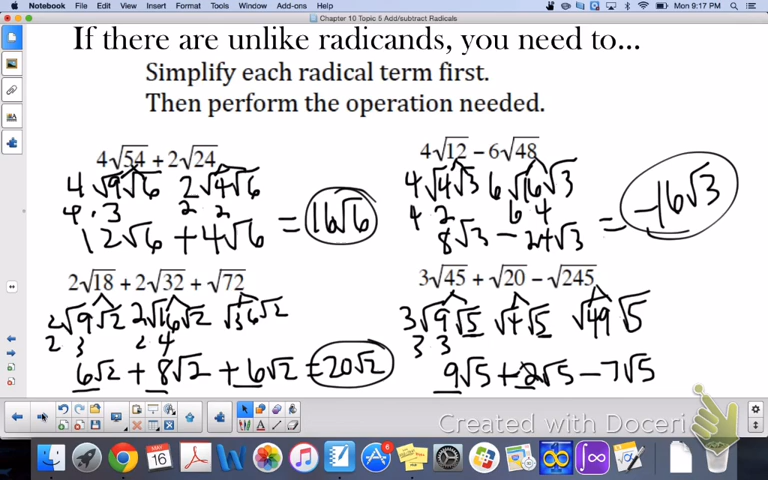 Notebook File Edit View Insert Format Tools Add-ons Window Help Mon 9:17 PM
Chapter 10 Topic 5 Add/subtract Radicals
If there are unlike radicands, you need to...
Simplify each radical term first.
Then perform the operation needed.
4√54 + 2√24
4 √9 √6 2 √4 √6
4 · 3 2 · 2
12√6 + 4√6 = 16√6
4√12 − 6√48
4 √4 √3 6 √16 √3
4 2 6 4
8√3 − 24√3 = −16√3
2√18 + 2√32 + √72
2 √9 √2 2 √16 √2 √36 √2
2 3 2 4
6√2 + 8√2 + 6√2 = 20√2
3√45 + √20 − √245
3 √9 √5 √4 √5 √49 √5
3 3
9√5 + 2√5 − 7√5
Created with Doceri
MAY
16